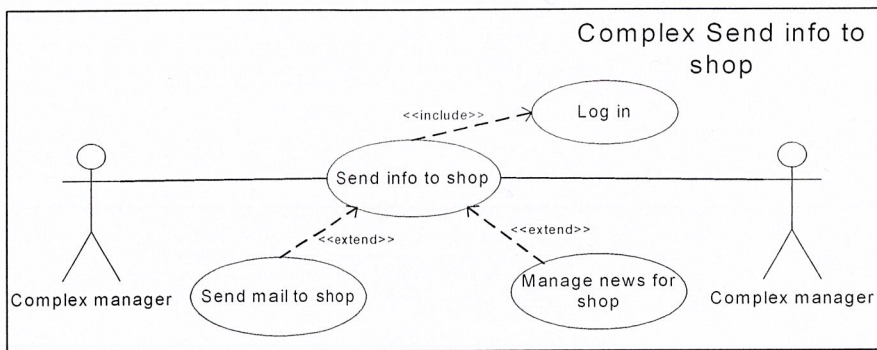 Complex Send info to
shop
<<include>>
Log in
Send info to shop
<<extend>>
<<extend>>
Send mail to shop
Manage news for
shop
Complex manager
Complex manager